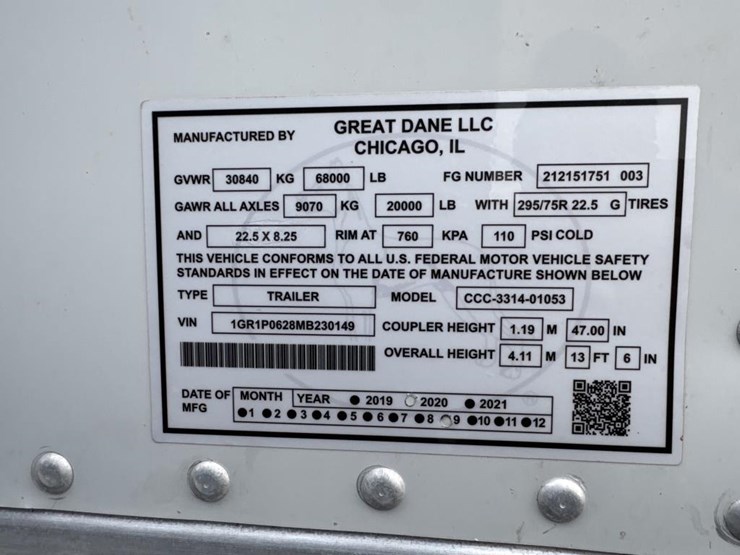 MANUFACTURED BY GREAT DANE LLC
CHICAGO, IL
GVWR 30840 KG 68000 LB FG NUMBER 212151751 003
GAWR ALL AXLES 9070 KG 20000 LB WITH 295/75R 22.5 G TIRES
AND 22.5 X 8.25 RIM AT 760 KPA 110 PSI COLD
THIS VEHICLE CONFORMS TO ALL U.S. FEDERAL MOTOR VEHICLE SAFETY
STANDARDS IN EFFECT ON THE DATE OF MANUFACTURE SHOWN BELOW
TYPE TRAILER MODEL CCC-3314-01053
VIN 1GR1P0628MB230149 COUPLER HEIGHT 1.19 M 47.00 IN
OVERALL HEIGHT 4.11 M 13 FT 6 IN
DATE OF MFG MONTH YEAR 2019 2020 2021
1 2 3 4 5 6 7 8 9 10 11 12